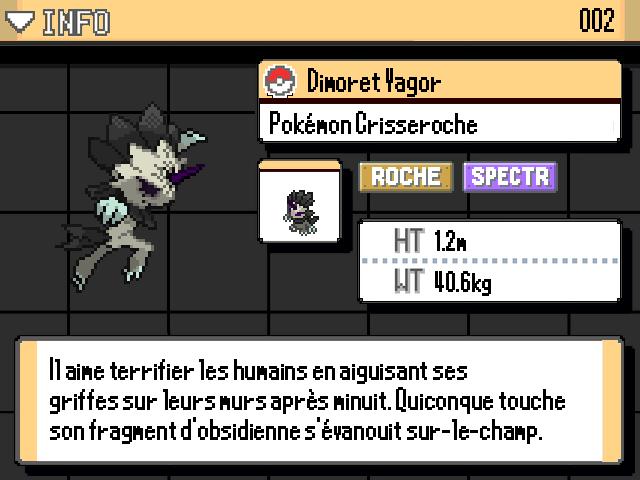 INFO
002
Dimoret Yagor
Pokémon Crisseroche
ROCHE
SPECTR
HT 1.2m
WT 40.6kg
Il aime terrifier les humains en aiguisant ses
griffes sur leurs murs après minuit. Quiconque touche
son fragment d'obsidienne s'évanouit sur-le-champ.